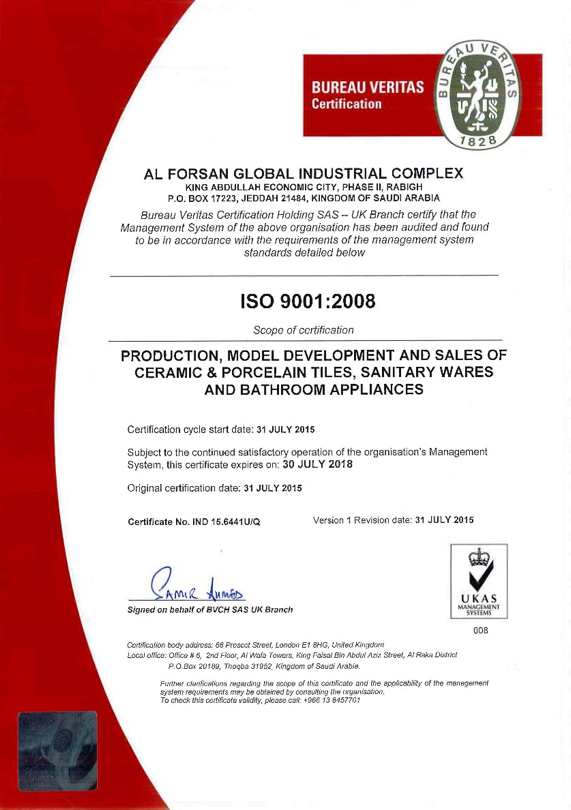 BUREAU VERITAS
Certification
BUREAU VERITAS
1828
AL FORSAN GLOBAL INDUSTRIAL COMPLEX
KING ABDULLAH ECONOMIC CITY, PHASE II, RABIGH
P.O. BOX 17223, JEDDAH 21484, KINGDOM OF SAUDI ARABIA
Bureau Veritas Certification Holding SAS – UK Branch certify that the
Management System of the above organisation has been audited and found
to be in accordance with the requirements of the management system
standards detailed below
ISO 9001:2008
Scope of certification
PRODUCTION, MODEL DEVELOPMENT AND SALES OF
CERAMIC & PORCELAIN TILES, SANITARY WARES
AND BATHROOM APPLIANCES
Certification cycle start date: 31 JULY 2015
Subject to the continued satisfactory operation of the organisation's Management
System, this certificate expires on: 30 JULY 2018
Original certification date: 31 JULY 2015
Certificate No. IND 15.6441U/Q
Version 1 Revision date: 31 JULY 2015
SAMIR AHMED
Signed on behalf of BVCH SAS UK Branch
UKAS
MANAGEMENT
SYSTEMS
008
Certification body address: 66 Prescot Street, London E1 8HG, United Kingdom
Local office: Office # 6, 2nd Floor, Al Wafa Towers, King Faisal Bin Abdul Aziz Street, Al Raka District
P.O.Box 20189, Thoqba 31952, Kingdom of Saudi Arabia.
Further clarifications regarding the scope of this certificate and the applicability of the management
system requirements may be obtained by consulting the organisation.
To check this certificate validity, please call: +966 13 8457701